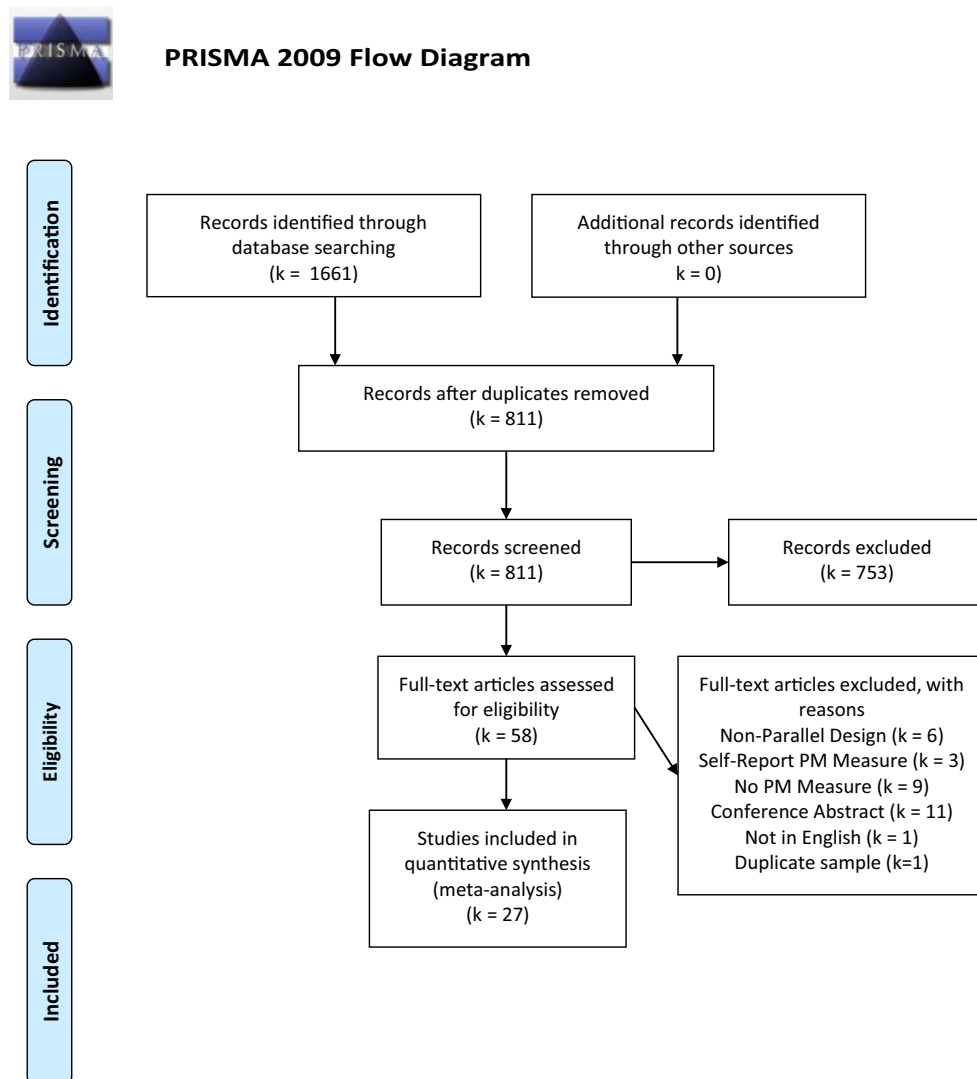 PRISMA
PRISMA 2009 Flow Diagram
Identification
Records identified through
database searching
(k = 1661)
Additional records identified
through other sources
k = 0)
Records after duplicates removed
(k = 811)
Screening
Records screened
(k = 811)
Records excluded
(k = 753)
Eligibility
Full-text articles assessed
for eligibility
(k = 58)
Full-text articles excluded, with
reasons
Non-Parallel Design (k = 6)
Self-Report PM Measure (k = 3)
No PM Measure (k = 9)
Conference Abstract (k = 11)
Not in English (k = 1)
Duplicate sample (k=1)
Included
Studies included in
quantitative synthesis
(meta-analysis)
(k = 27)